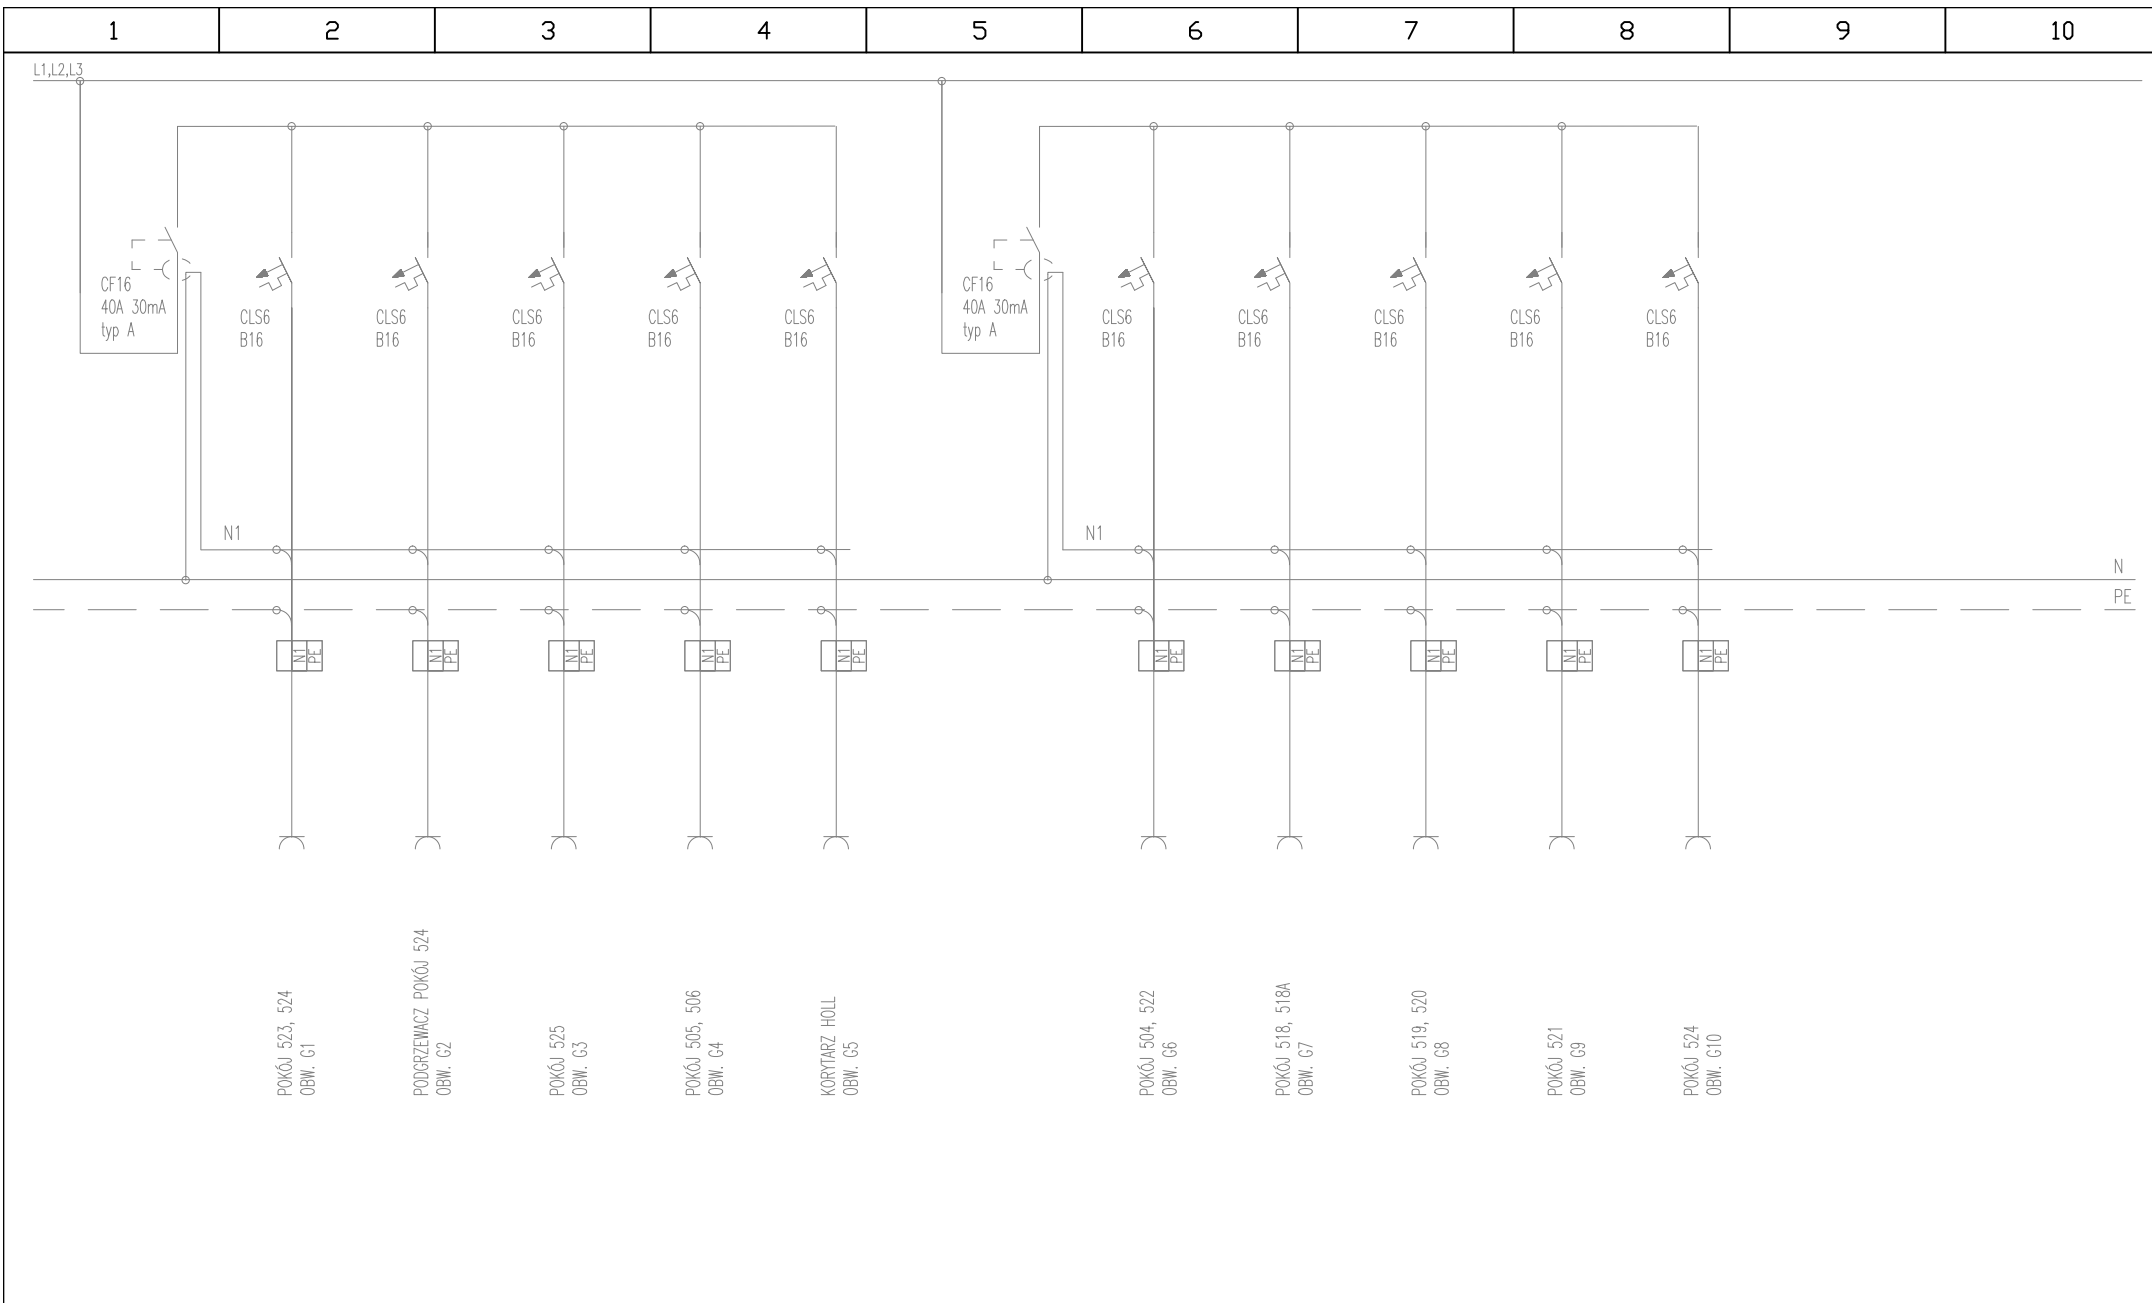 1 2 3 4 5 6 7 8 9 10
L1,L2,L3
CF16
40A 30mA
typ A
CLS6
B16
CLS6
B16
CLS6
B16
CLS6
B16
CLS6
B16
CF16
40A 30mA
typ A
CLS6
B16
CLS6
B16
CLS6
B16
CLS6
B16
CLS6
B16
N1
N1
N
PE
N1
PE
N1
PE
N1
PE
N1
PE
N1
PE
N1
PE
N1
PE
N1
PE
N1
PE
N1
PE
POKÓJ 523, 524
OBW. G1
PODGRZEWACZ POKÓJ 524
OBW. G2
POKÓJ 525
OBW. G3
POKÓJ 505, 506
OBW. G4
KORYTARZ HOLL
OBW. G5
POKÓJ 504, 522
OBW. G6
POKÓJ 518, 518A
OBW. G7
POKÓJ 519, 520
OBW. G8
POKÓJ 521
OBW. G9
POKÓJ 524
OBW. G10